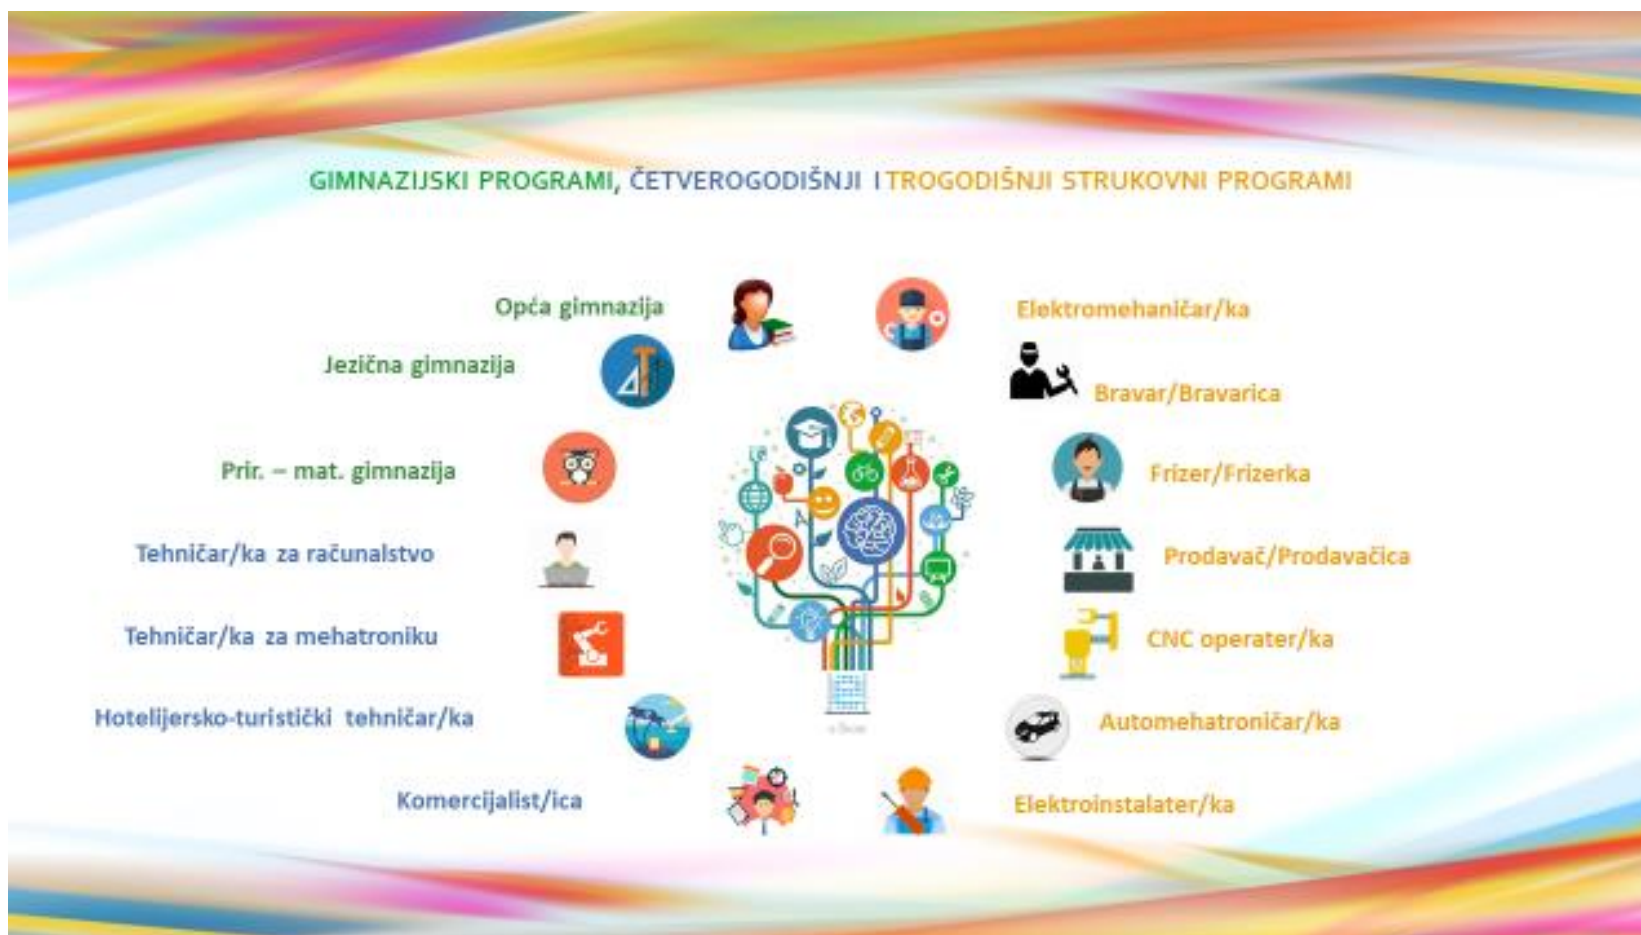 GIMNAZIJSKI PROGRAMI, ČETVEROGODIŠNJI I TROGODIŠNJI STRUKOVNI PROGRAMI
Opća gimnazija
Jezična gimnazija
Prir. – mat. gimnazija
Tehničar/ka za računalstvo
Tehničar/ka za mehatroniku
Hotelijersko-turistički tehničar/ka
Komercijalist/ica
Elektromehaničar/ka
Bravar/Bravarica
Frizer/Frizerka
Prodavač/Prodavačica
CNC operater/ka
Automehatroničar/ka
Elektroinstalater/ka